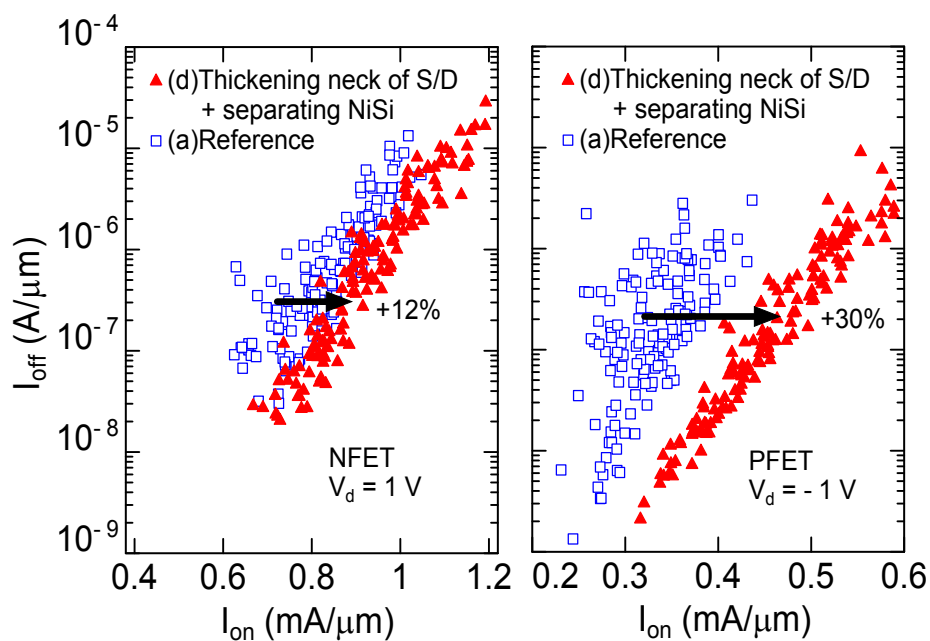 10⁻⁴
10⁻⁵
10⁻⁶
10⁻⁷
10⁻⁸
10⁻⁹
I_off (A/μm)
(d)Thickening neck of S/D
+ separating NiSi
(a)Reference
+12%
NFET
V_d = 1 V
0.4 0.6 0.8 1 1.2
I_on (mA/μm)
(d)Thickening neck of S/D
+ separating NiSi
(a)Reference
+30%
PFET
V_d = - 1 V
0.2 0.3 0.4 0.5 0.6
I_on (mA/μm)